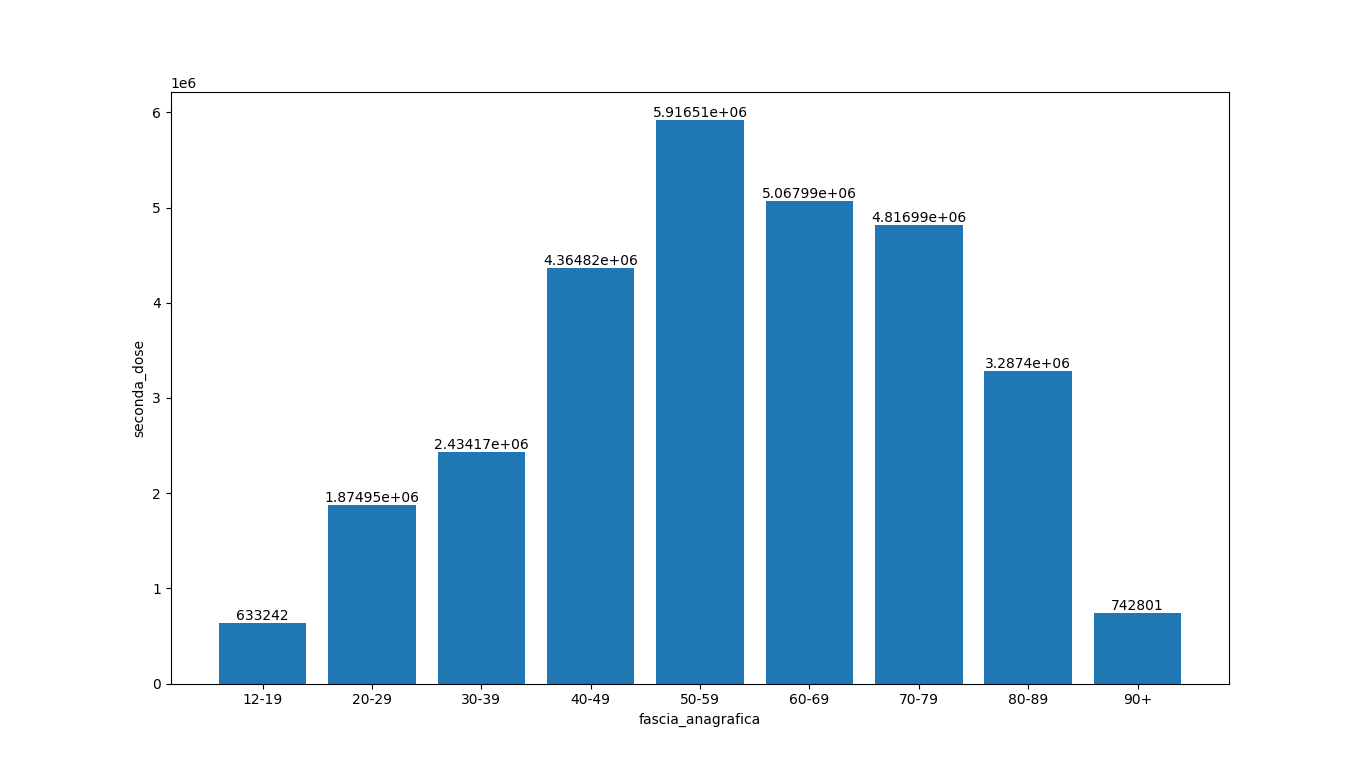 1e6
6
5.91651e+06
5
5.06799e+06
4.81699e+06
4.36482e+06
4
3.2874e+06
seconda_dose
3
2.43417e+06
2
1.87495e+06
1
742801
633242
0
12-19 20-29 30-39 40-49 50-59 60-69 70-79 80-89 90+
fascia_anagrafica